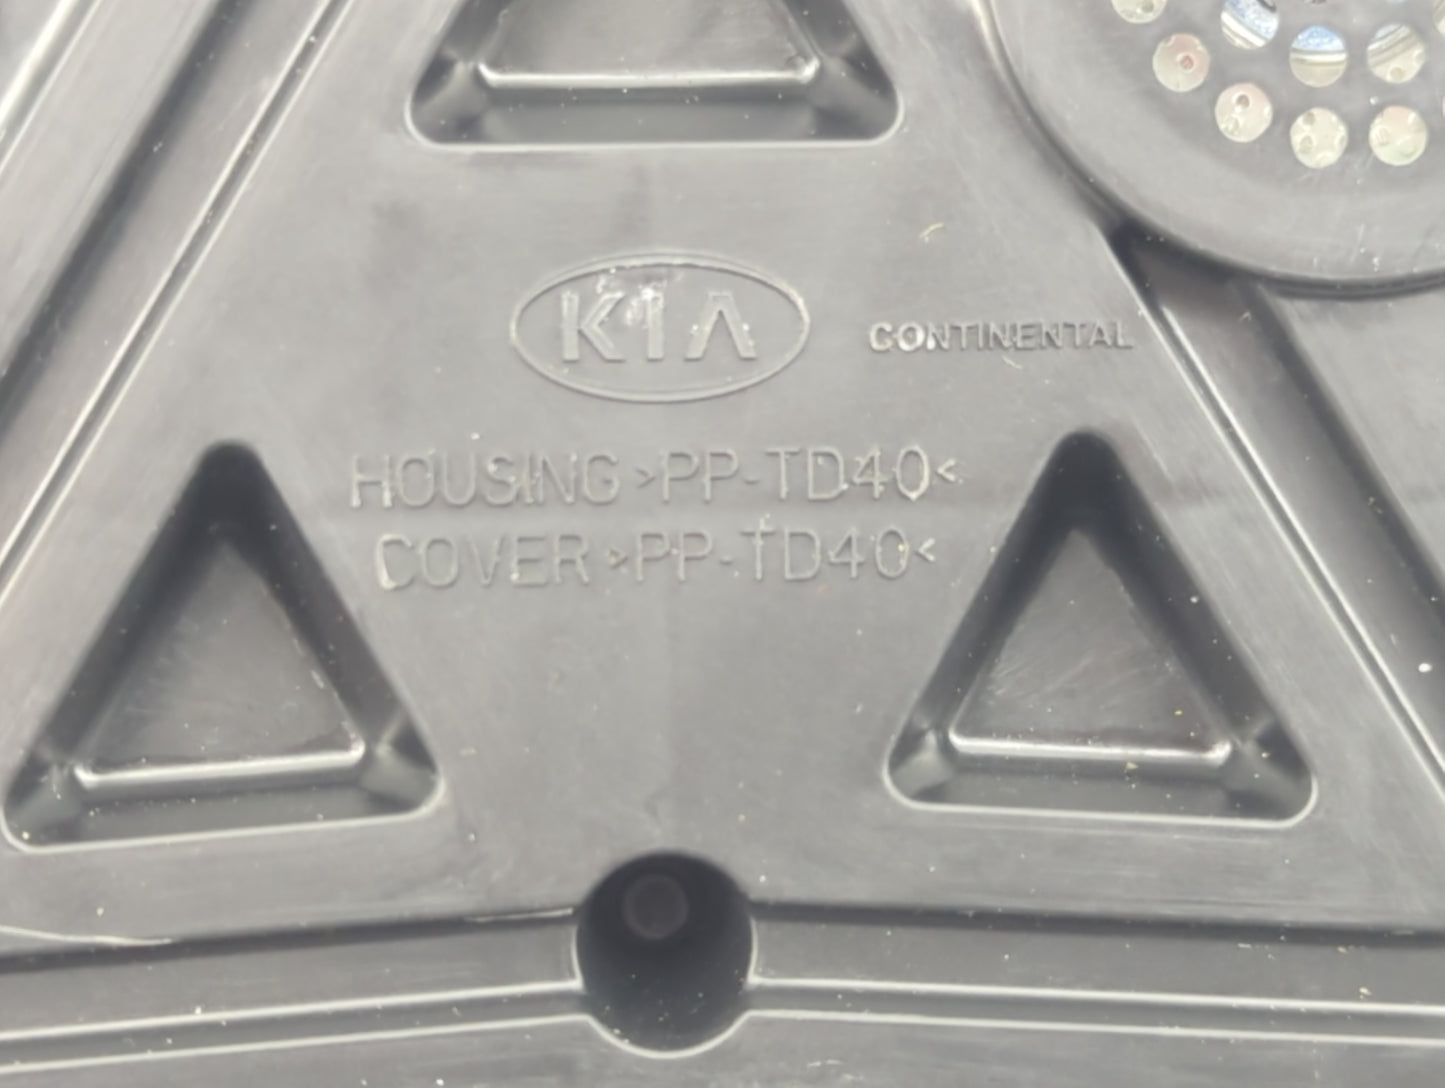 KIA
CONTINENTAL
HOUSING >PP-TD40<
COVER >PP-TD40<